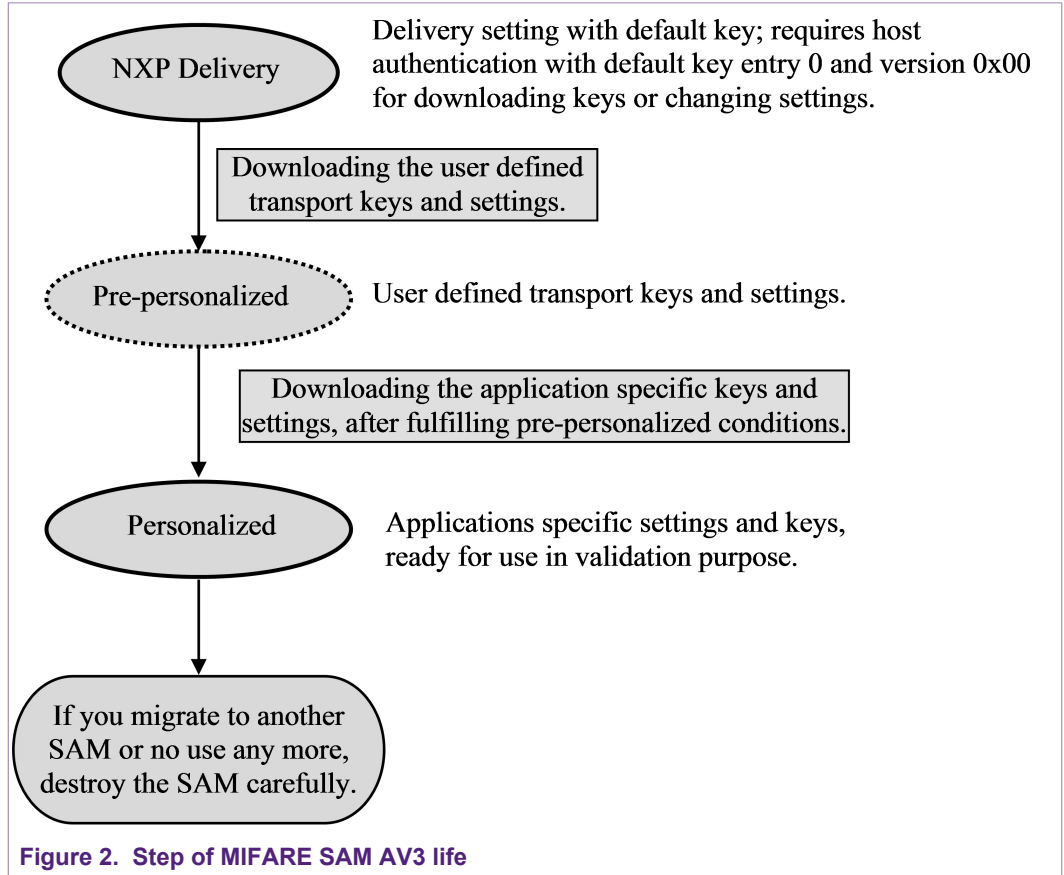 NXP Delivery
Delivery setting with default key; requires host
authentication with default key entry 0 and version 0x00
for downloading keys or changing settings.
Downloading the user defined
transport keys and settings.
Pre-personalized
User defined transport keys and settings.
Downloading the application specific keys and
settings, after fulfilling pre-personalized conditions.
Personalized
Applications specific settings and keys,
ready for use in validation purpose.
If you migrate to another
SAM or no use any more,
destroy the SAM carefully.
Figure 2. Step of MIFARE SAM AV3 life